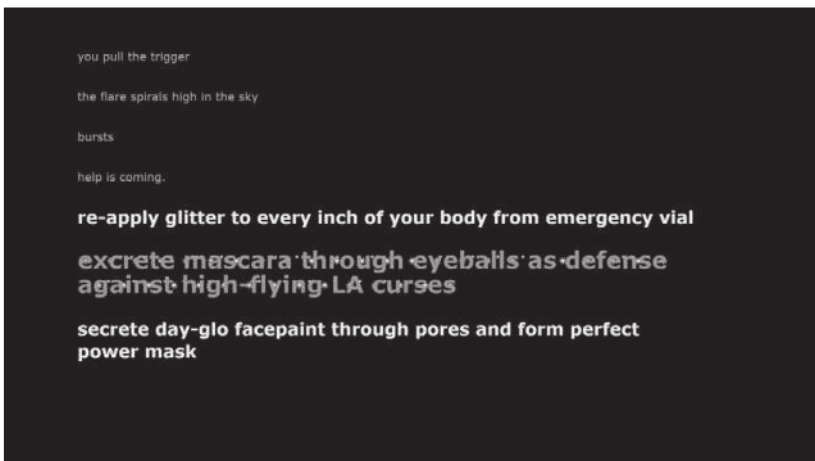 you pull the trigger
the flare spirals high in the sky
bursts
help is coming.
re-apply glitter to every inch of your body from emergency vial
excrete mascara through eyeballs as defense
against high-flying LA curses
secrete day-glo facepaint through pores and form perfect
power mask